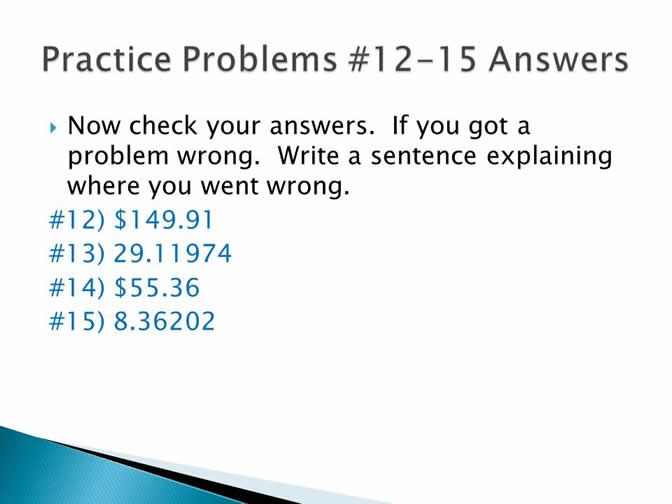 Practice Problems #12-15 Answers
Now check your answers.  If you got a
problem wrong.  Write a sentence explaining
where you went wrong.
#12) $149.91
#13) 29.11974
#14) $55.36
#15) 8.36202